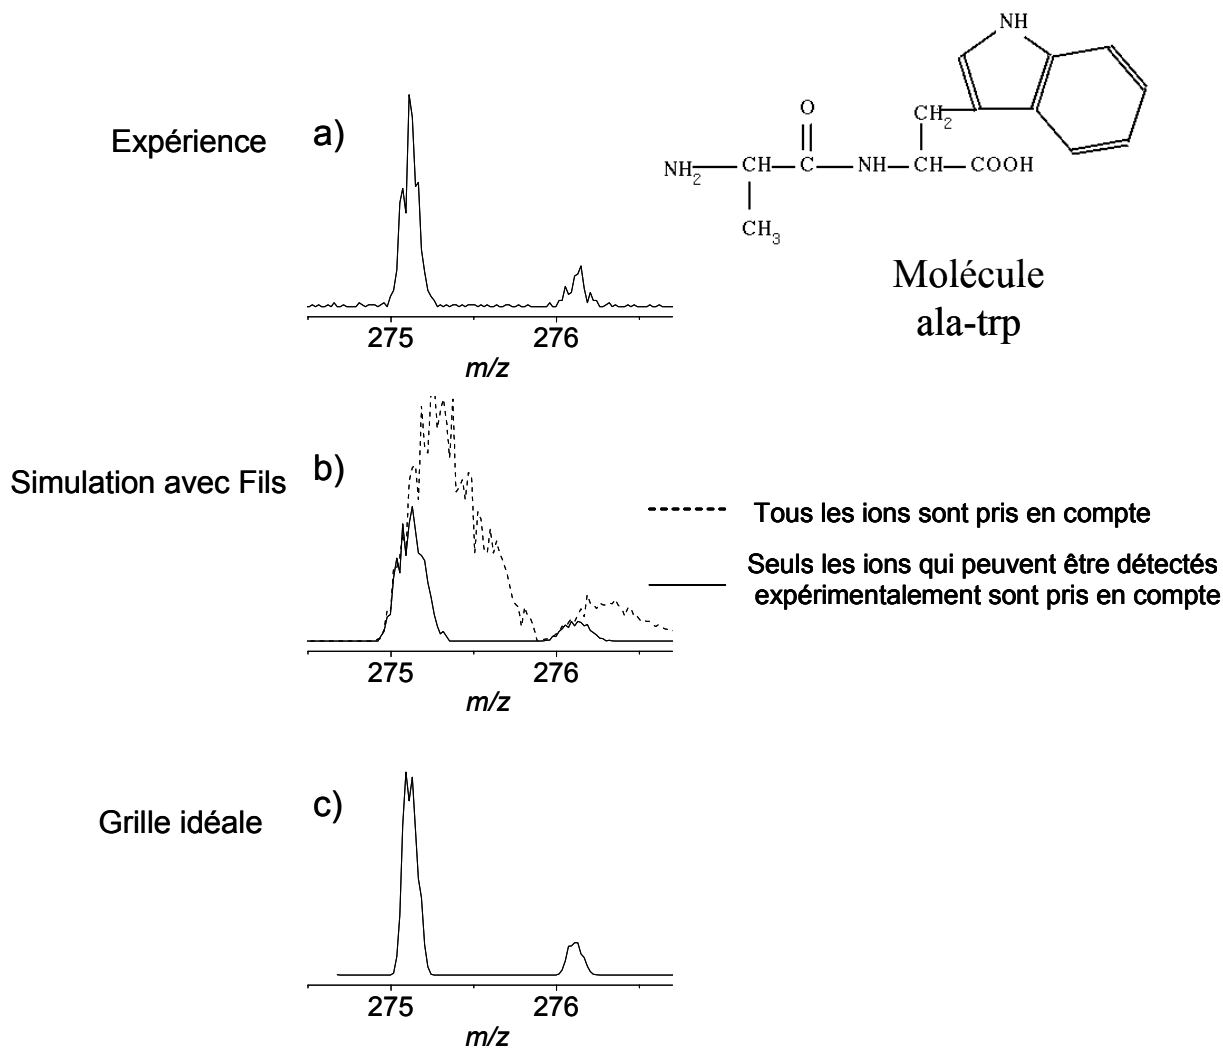 NH
Expérience
a)
O
CH2
NH2
CH
C
NH
CH
COOH
CH3
275
276
m/z
Molécule
ala-trp
Simulation avec Fils
b)
Tous les ions sont pris en compte
Seuls les ions qui peuvent être détectés
expérimentalement sont pris en compte
275
276
m/z
Grille idéale
c)
275
276
m/z